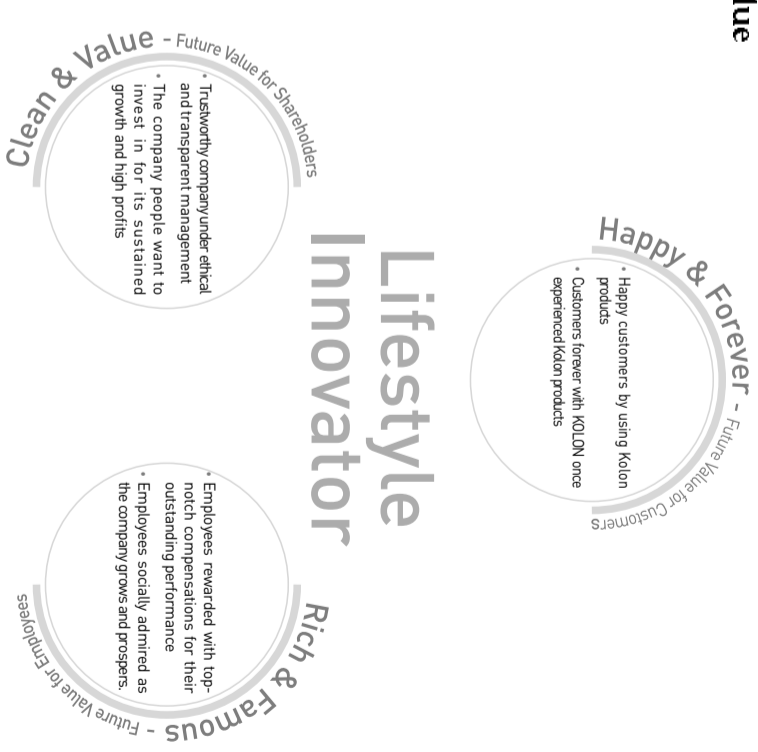 lue
Happy & Forever - Future Value for Customers
• Happy customers by using Kolon
products
• Customers forever with KOLON once
experienced Kolon products
Lifestyle
Innovator
Clean & Value - Future Value for Shareholders
• Trustworthy company under ethical
and transparent management
• The company people want to
invest in for its sustained
growth and high profits
Rich & Famous - Future Value for Employees
• Employees rewarded with top-
notch compensations for their
outstanding performance
• Employees socially admired as
the company grows and prospers.